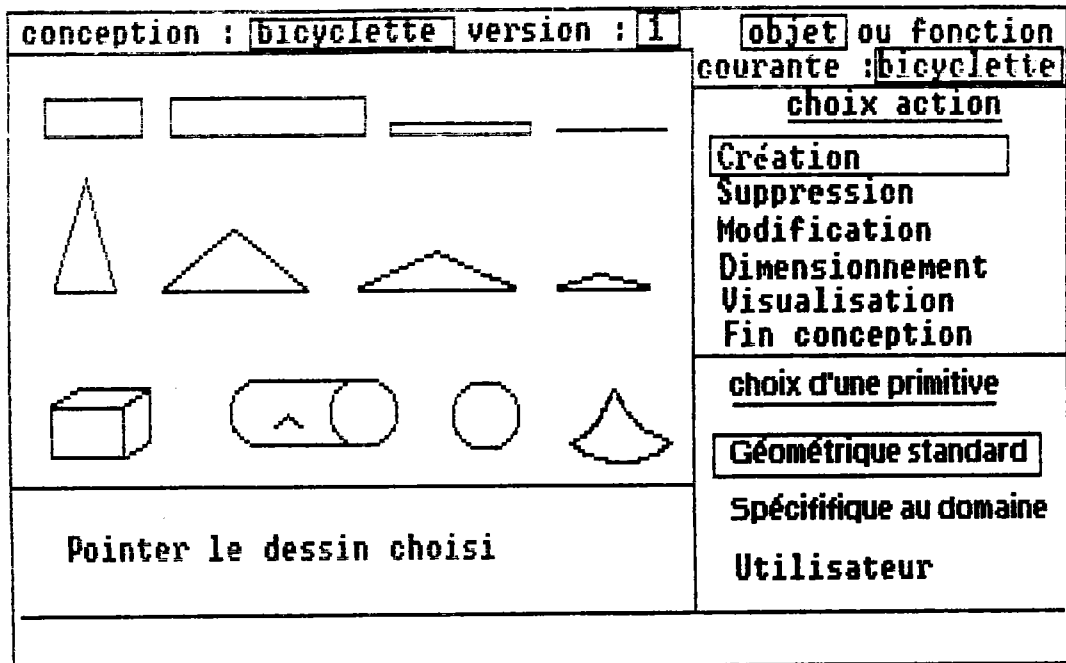 conception : bicyclette version : 1
objet ou fonction
courante : bicyclette
choix action
Création
Suppression
Modification
Dimensionnement
Visualisation
Fin conception
choix d'une primitive
Géométrique standard
Spécififique au domaine
Utilisateur
Pointer le dessin choisi